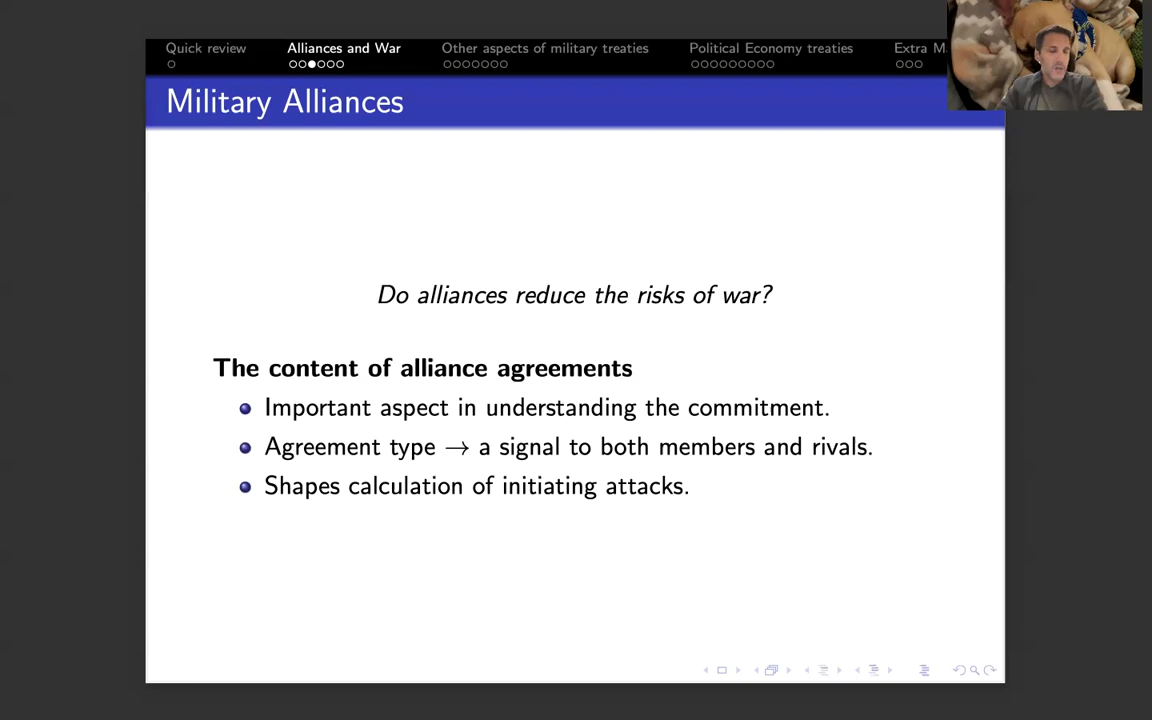 Quick review
Alliances and War
Other aspects of military treaties
Political Economy treaties
Extra M
Military Alliances
Do alliances reduce the risks of war?
The content of alliance agreements
Important aspect in understanding the commitment.
Agreement type → a signal to both members and rivals.
Shapes calculation of initiating attacks.